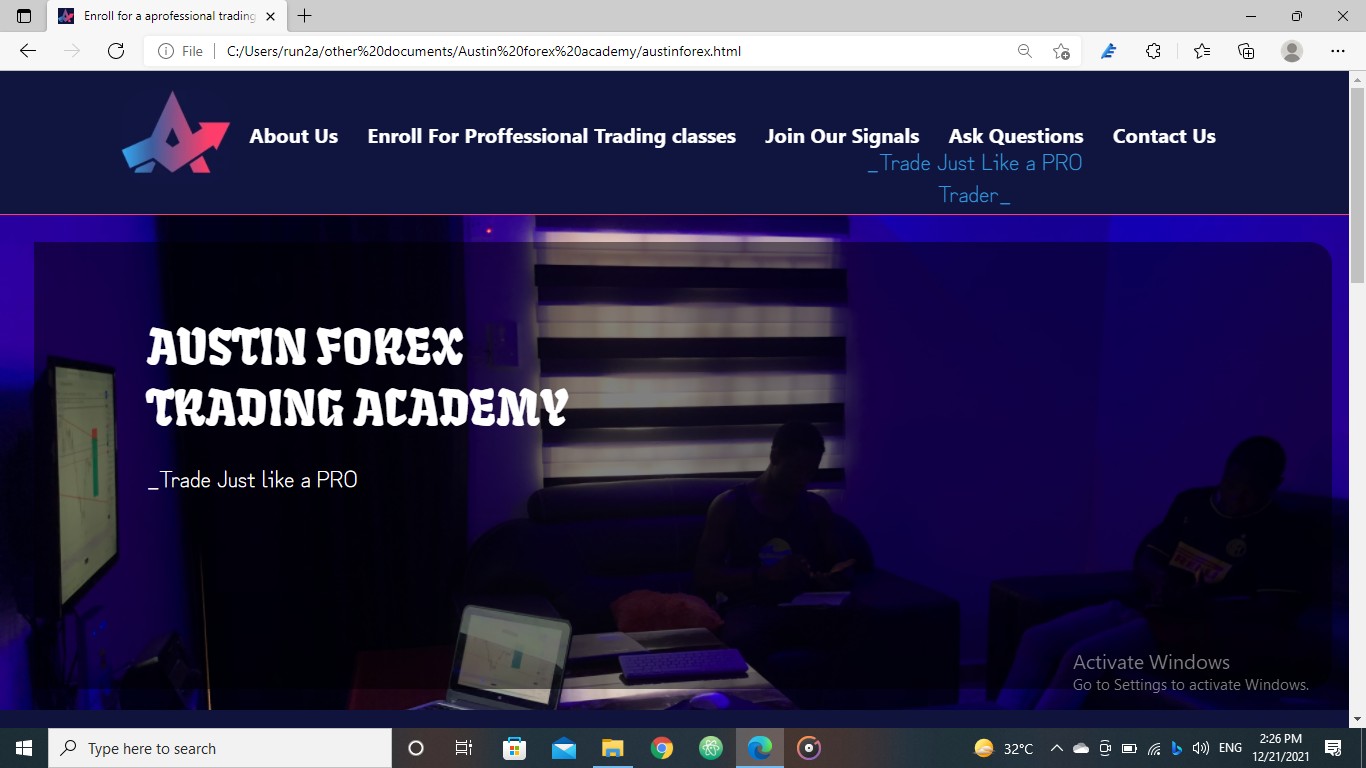 Enroll for a aprofessional trading
File
C:/Users/run2a/other%20documents/Austin%20forex%20academy/austinforex.html
About Us
Enroll For Proffessional Trading classes
Join Our Signals
Ask Questions
Contact Us
_Trade Just Like a PRO
Trader_
AUSTIN FOREX
TRADING ACADEMY
_Trade Just like a PRO
Activate Windows
Go to Settings to activate Windows.
Type here to search
32°C
ENG
2:26 PM
12/21/2021